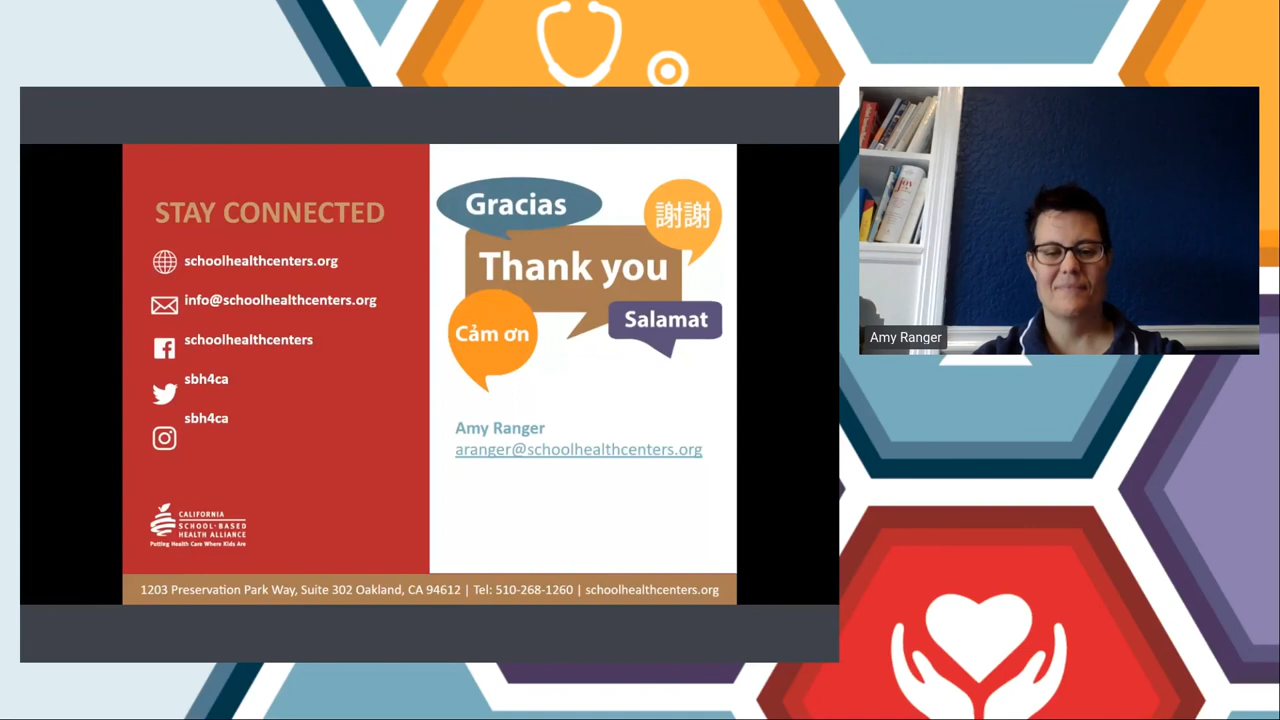 STAY CONNECTED
schoolhealthcenters.org
info@schoolhealthcenters.org
schoolhealthcenters
sbh4ca
sbh4ca
CALIFORNIA
SCHOOL-BASED
HEALTH ALLIANCE
Putting Health Care Where Kids Are
Gracias
謝謝
Thank you
Salamat
Cảm ơn
Amy Ranger
aranger@schoolhealthcenters.org
1203 Preservation Park Way, Suite 302 Oakland, CA 94612 | Tel: 510-268-1260 | schoolhealthcenters.org
joy
Amy Ranger